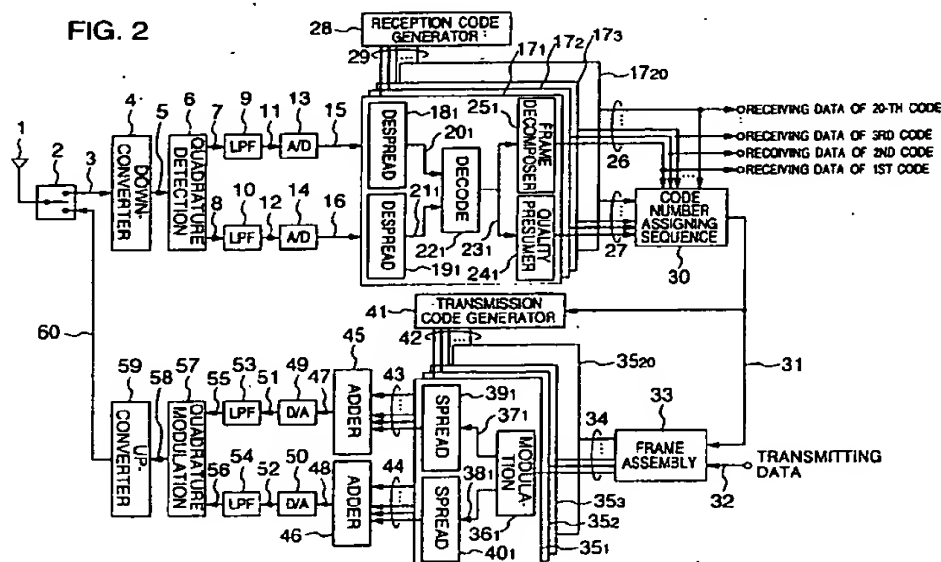 FIG. 2
28
RECEPTION CODE GENERATOR
29
17₁
17₂
17₃
17₂₀
1
2
3
4
DOWN-CONVERTER
5
6
QUADRATURE DETECTION
7
9
LPF
11
13
A/D
15
8
10
LPF
12
14
A/D
16
DESPREAD
18₁
20₁
DESPREAD
19₁
21₁
DECODE
22₁
23₁
25₁
FRAME DECOMPOSER
QUALITY PRESUMER
24₁
26
27
RECEIVING DATA OF 20-TH CODE
RECEIVING DATA OF 3RD CODE
RECOIVING DATA OF 2ND CODE
RECEIVING DATA OF 1ST CODE
CODE NUMBER ASSIGNING SEQUENCE
30
31
41
TRANSMISSION CODE GENERATOR
42
60
59
UP-CONVERTER
58
57
QUADRATURE MODULATION
55
53
LPF
51
49
D/A
47
45
ADDER
43
56
54
LPF
52
50
D/A
48
46
ADDER
44
SPREAD
39₁
37₁
SPREAD
40₁
38₁
MODULA-TION
36₁
35₁
35₂
35₃
35₂₀
34
33
FRAME ASSEMBLY
32
TRANSMITTING DATA